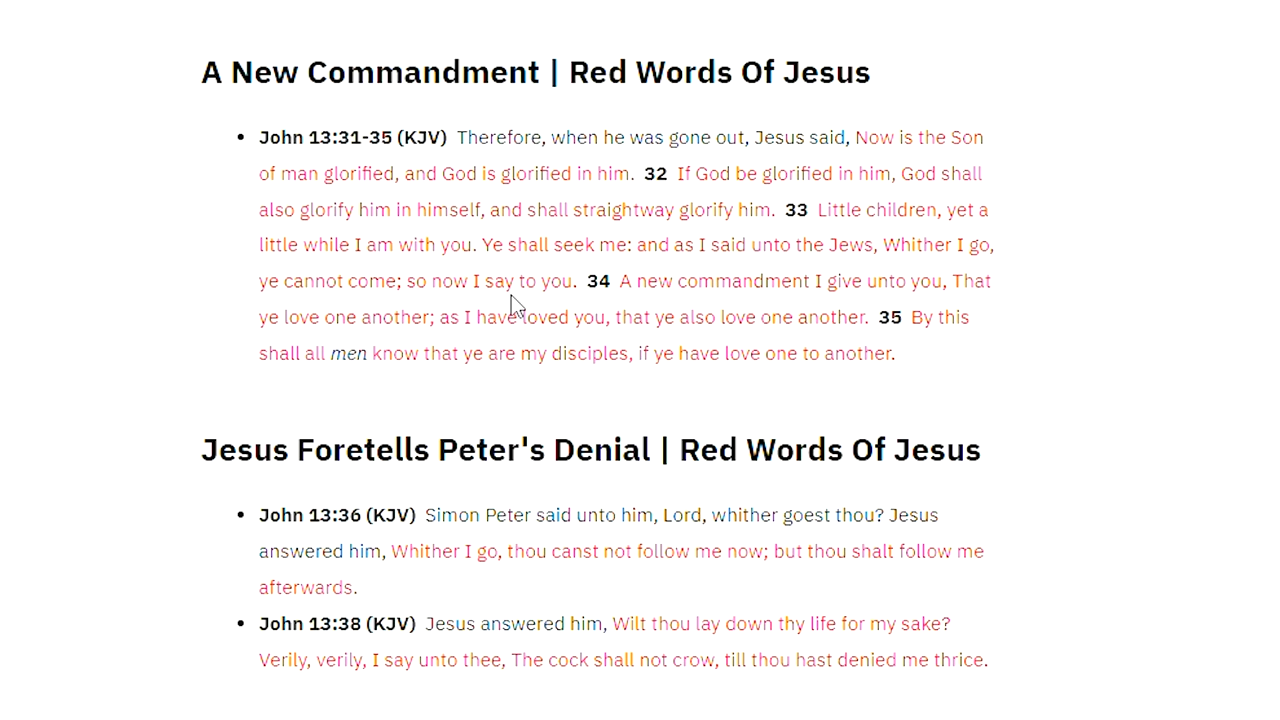 A New Commandment | Red Words Of Jesus
• John 13:31-35 (KJV) Therefore, when he was gone out, Jesus said, Now is the Son
of man glorified, and God is glorified in him. 32 If God be glorified in him, God shall
also glorify him in himself, and shall straightway glorify him. 33 Little children, yet a
little while I am with you. Ye shall seek me: and as I said unto the Jews, Whither I go,
ye cannot come; so now I say to you. 34 A new commandment I give unto you, That
ye love one another; as I have loved you, that ye also love one another. 35 By this
shall all men know that ye are my disciples, if ye have love one to another.
Jesus Foretells Peter's Denial | Red Words Of Jesus
• John 13:36 (KJV) Simon Peter said unto him, Lord, whither goest thou? Jesus
answered him, Whither I go, thou canst not follow me now; but thou shalt follow me
afterwards.
• John 13:38 (KJV) Jesus answered him, Wilt thou lay down thy life for my sake?
Verily, verily, I say unto thee, The cock shall not crow, till thou hast denied me thrice.